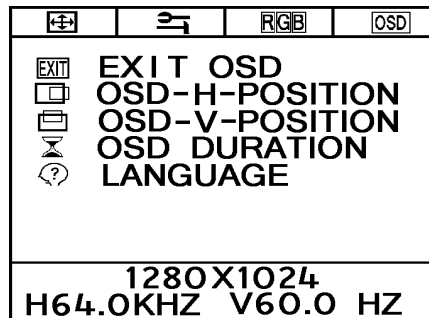 RGB OSD
EXIT EXIT OSD
OSD-H-POSITION
OSD-V-POSITION
OSD DURATION
? LANGUAGE
1280X1024
H64.0KHZ V60.0 HZ